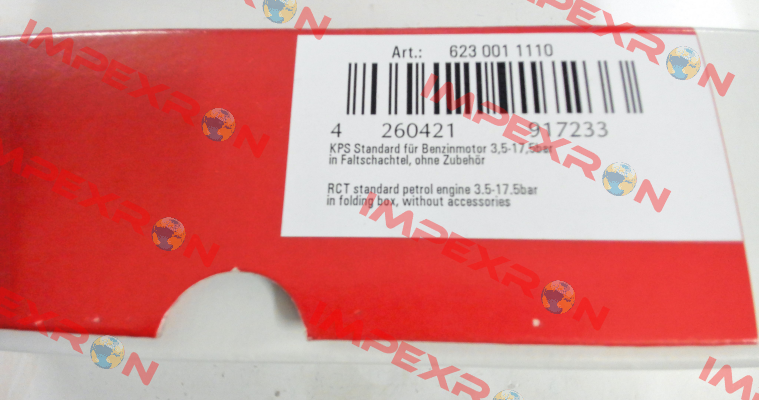 Art.: 623 001 1110
4 260421 917233
KPS Standard für Benzinmotor 3,5-17,5bar
in Faltschachtel, ohne Zubehör
RCT standard petrol engine 3.5-17.5bar
in folding box, without accessories
IMPEXRON
IMPEXRON
IMPEXRON
IMPEXRON
IMPEXRON
IMPEXRON